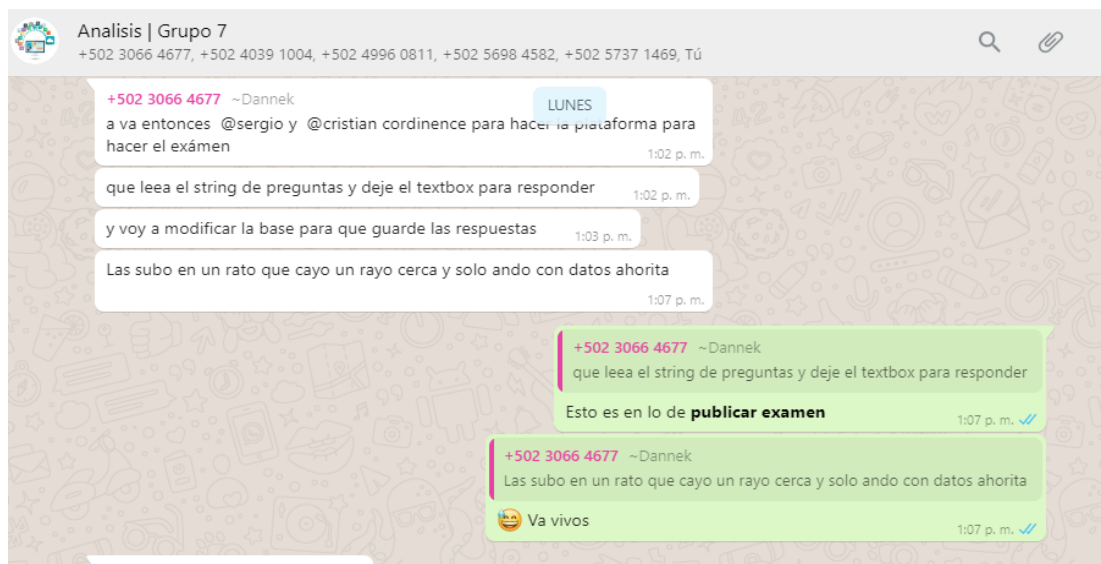 Analisis | Grupo 7
+502 3066 4677, +502 4039 1004, +502 4996 0811, +502 5698 4582, +502 5737 1469, Tú
LUNES
+502 3066 4677 ~Dannek
a va entonces @sergio y @cristian cordinence para hacer la plataforma para
hacer el exámen
1:02 p. m.
que leea el string de preguntas y deje el textbox para responder
1:02 p. m.
y voy a modificar la base para que guarde las respuestas
1:03 p. m.
Las subo en un rato que cayo un rayo cerca y solo ando con datos ahorita
1:07 p. m.
+502 3066 4677 ~Dannek
que leea el string de preguntas y deje el textbox para responder
Esto es en lo de publicar examen
1:07 p. m.
+502 3066 4677 ~Dannek
Las subo en un rato que cayo un rayo cerca y solo ando con datos ahorita
😅 Va vivos
1:07 p. m.